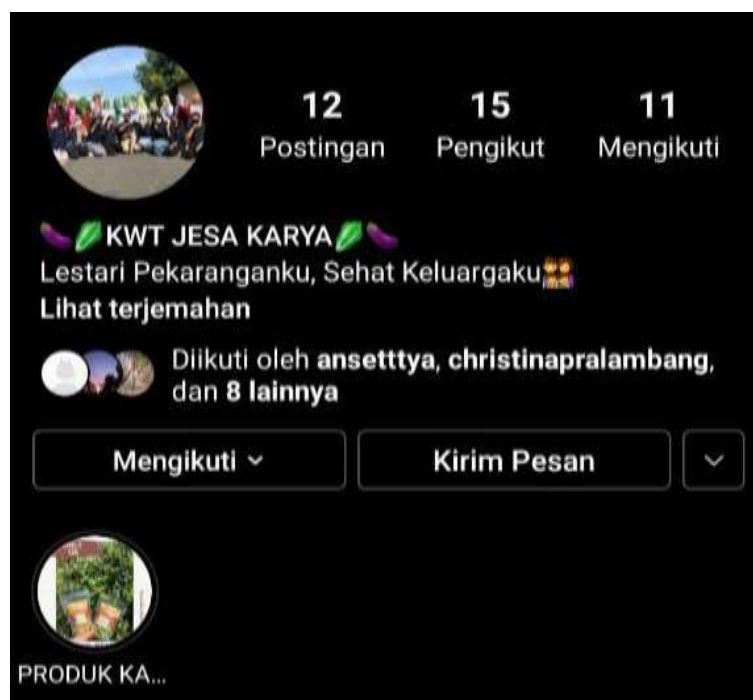 12 15 11
Postingan Pengikut Mengikuti
🍆🥬KWT JESA KARYA🥬🍆
Lestari Pekaranganku, Sehat Keluargaku
Lihat terjemahan
Diikuti oleh ansetttya, christinapralambang,
dan 8 lainnya
Mengikuti Kirim Pesan
PRODUK KA...